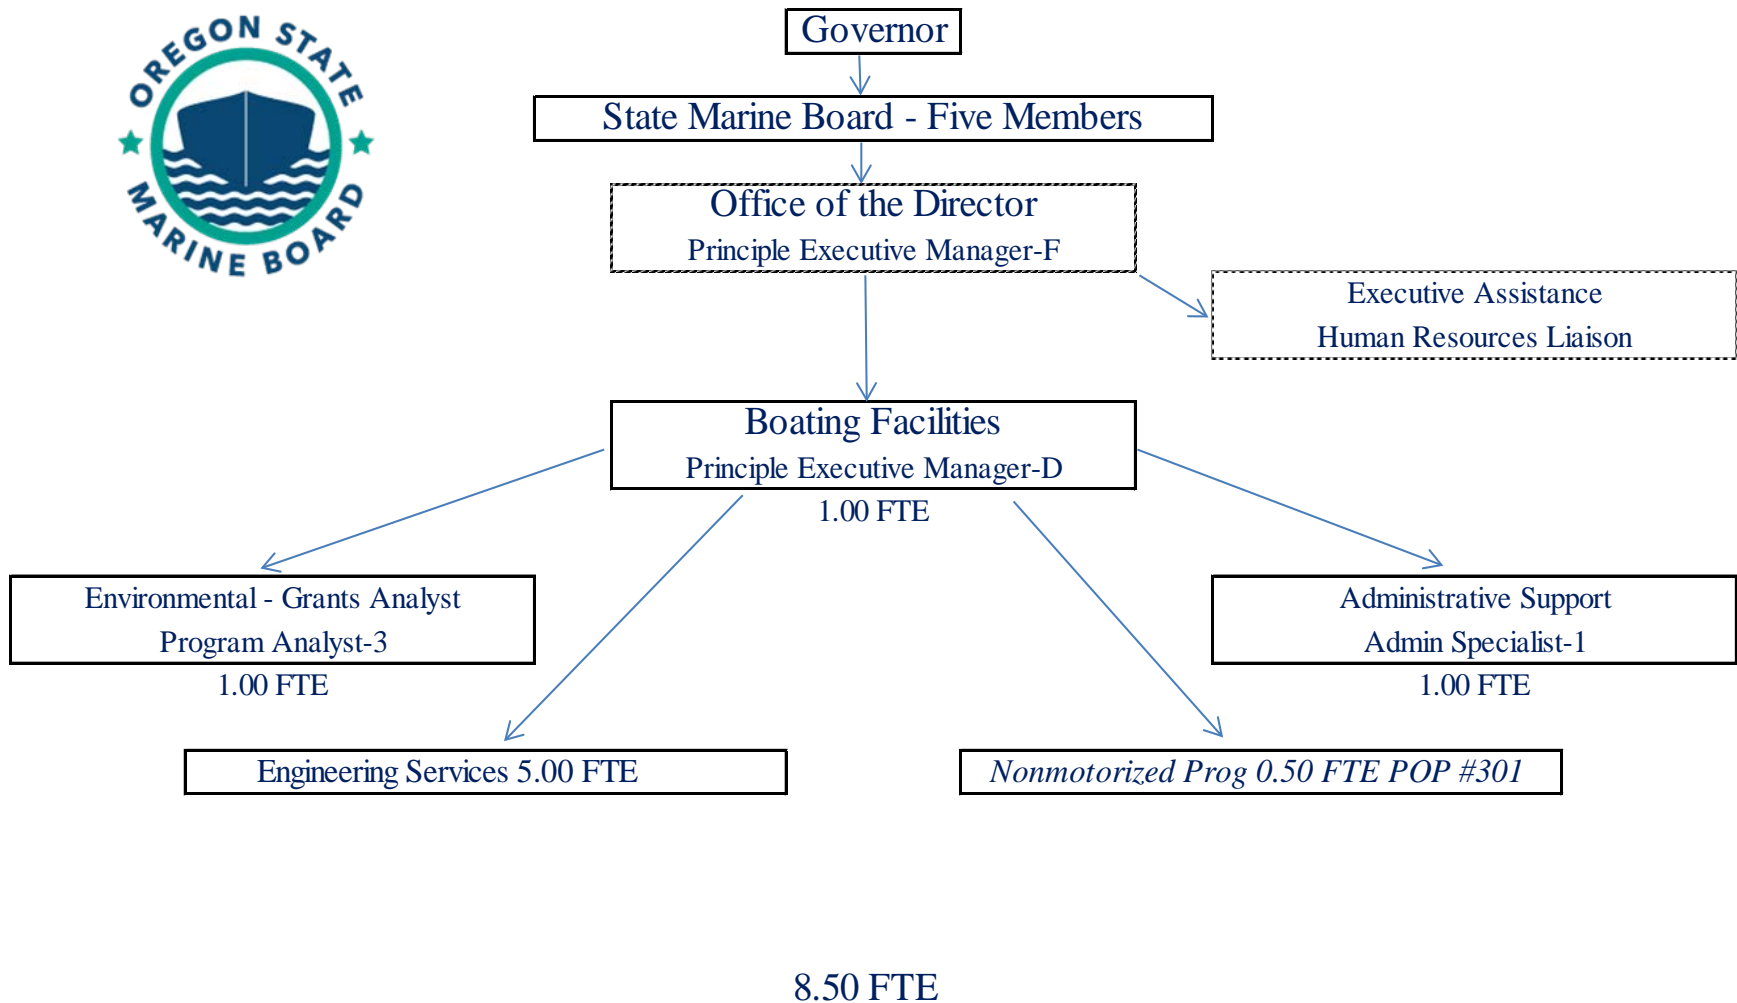 OREGON STATE
MARINE BOARD
Governor
State Marine Board - Five Members
Office of the Director
Principle Executive Manager-F
Executive Assistance
Human Resources Liaison
Boating Facilities
Principle Executive Manager-D
1.00 FTE
Environmental - Grants Analyst
Program Analyst-3
1.00 FTE
Administrative Support
Admin Specialist-1
1.00 FTE
Engineering Services 5.00 FTE
Nonmotorized Prog 0.50 FTE POP #301
8.50 FTE